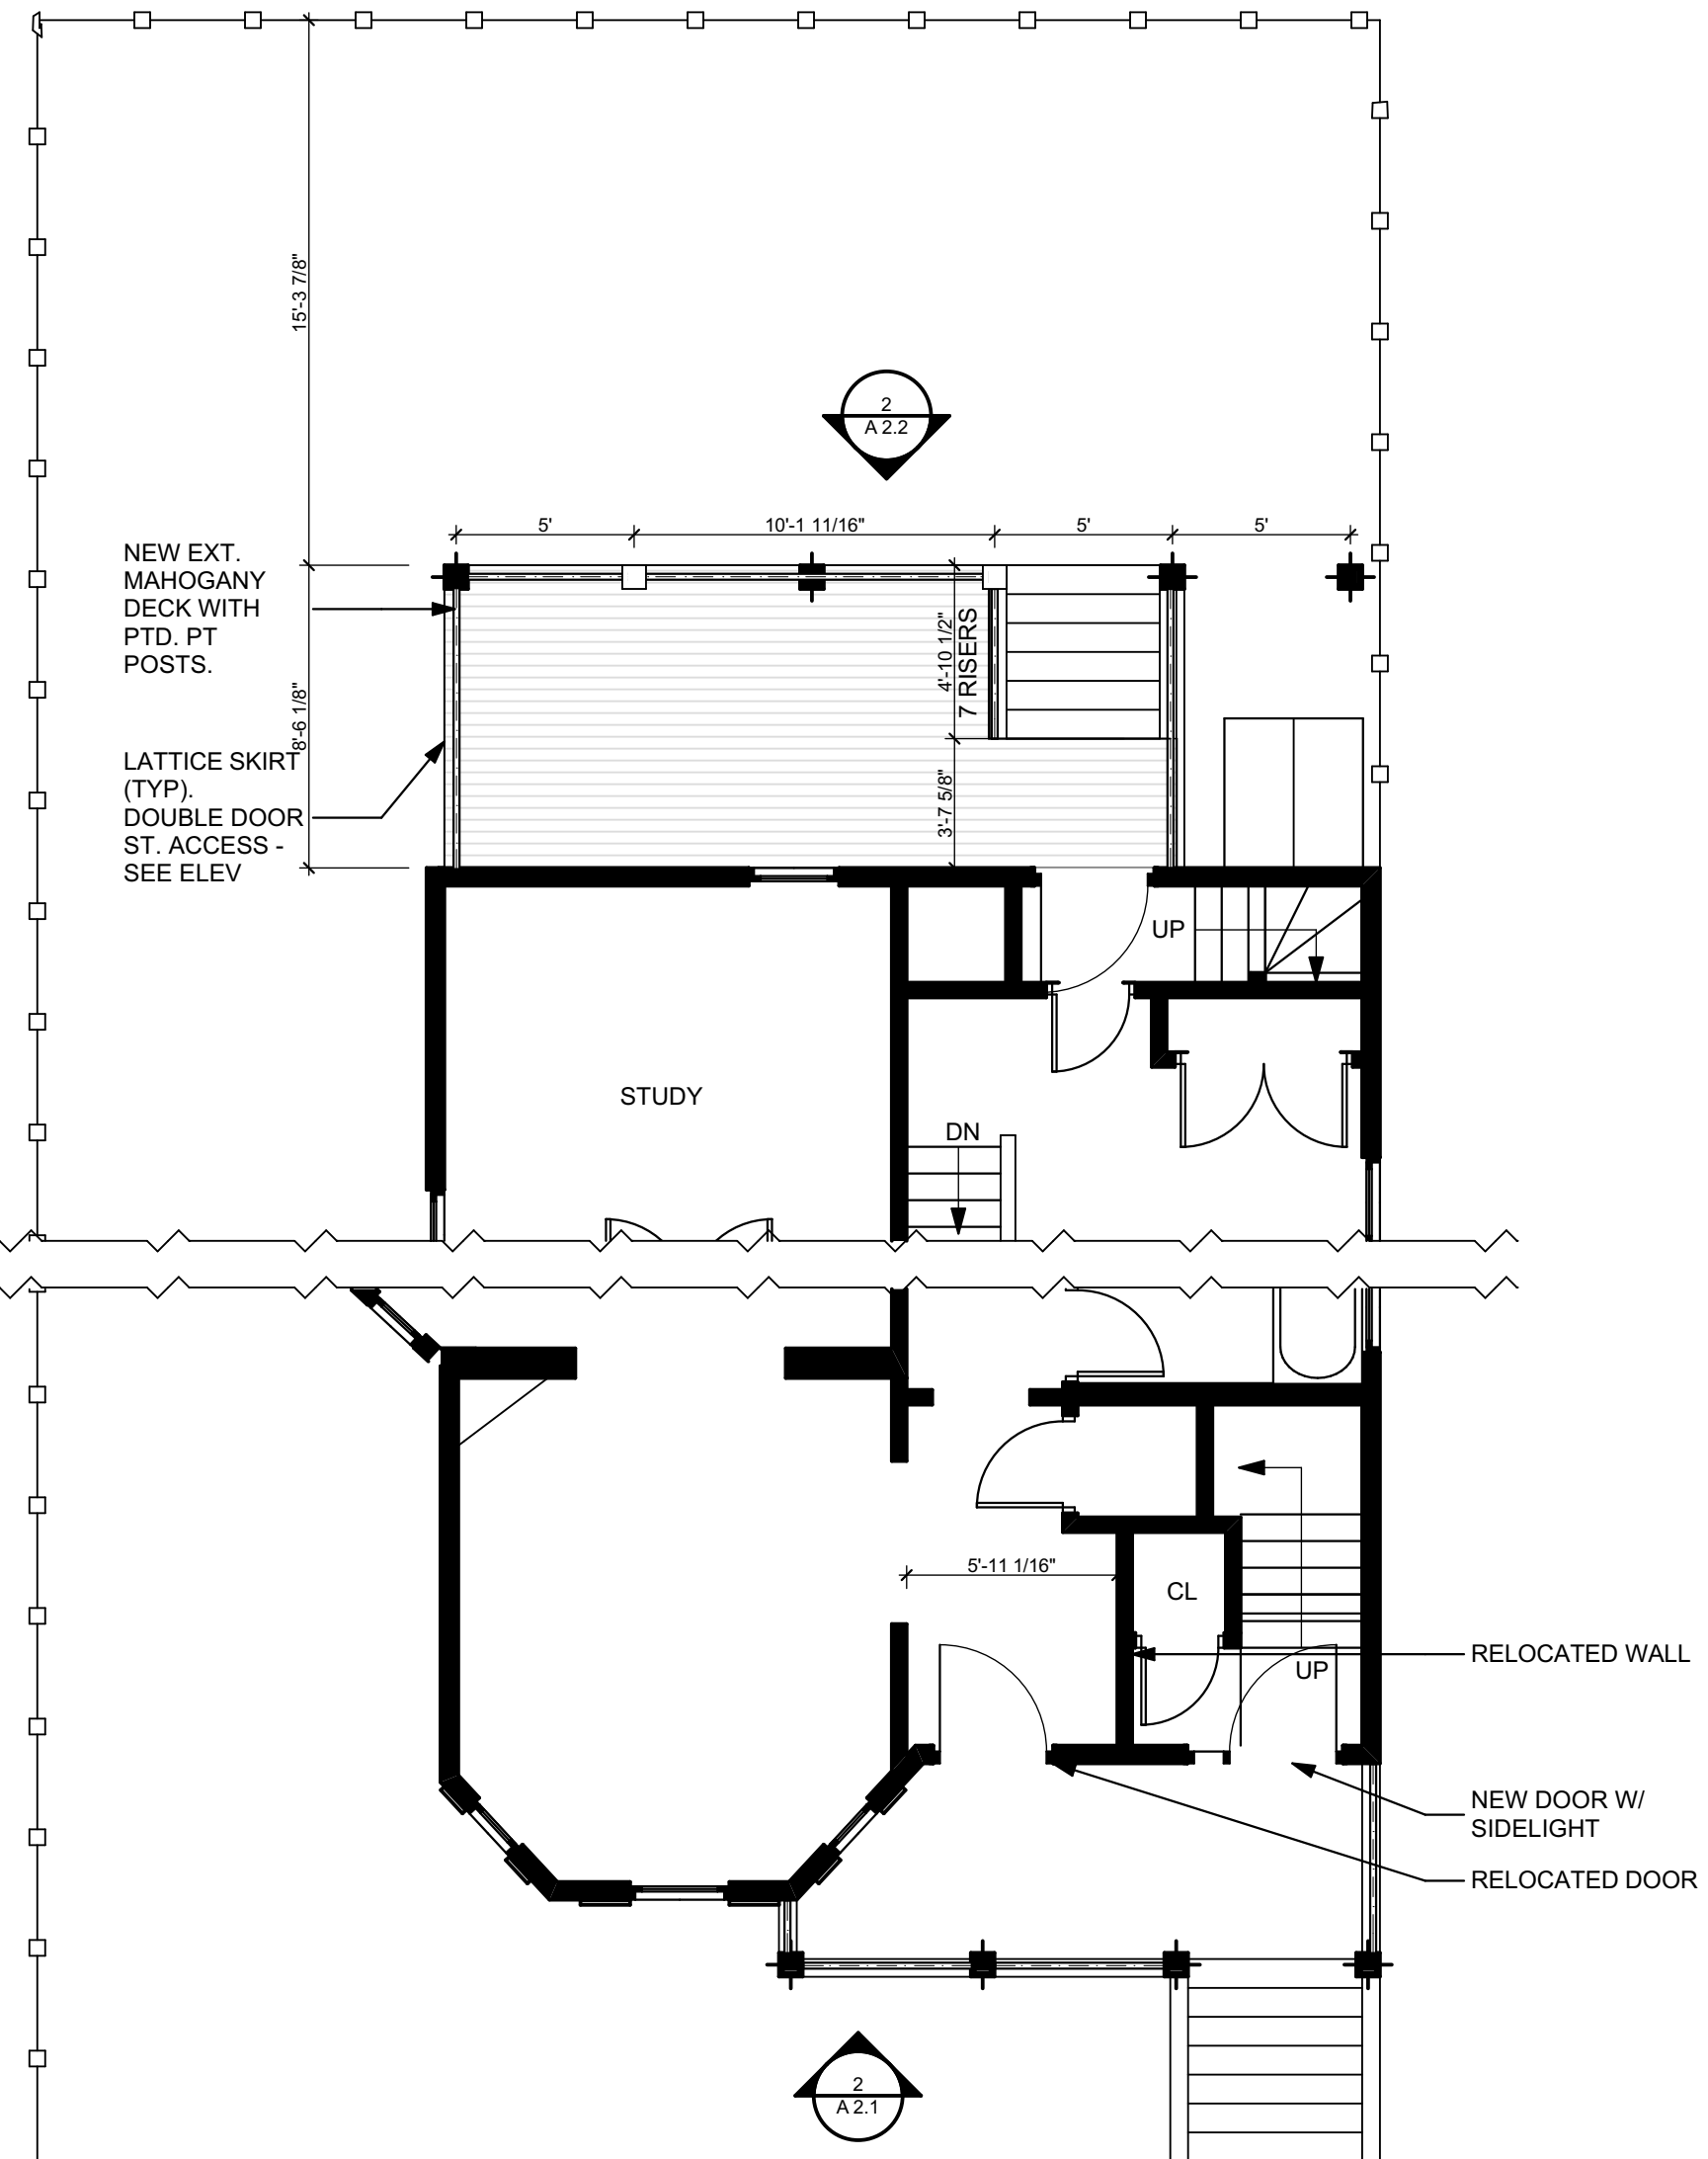 15'-3 7/8"
2
A 2.2
5'
10'-1 11/16"
5'
5'
NEW EXT.
MAHOGANY
DECK WITH
PTD. PT
POSTS.
4'-10 1/2"
7 RISERS
8'-6 1/8"
LATTICE SKIRT
(TYP).
DOUBLE DOOR
ST. ACCESS -
SEE ELEV
3'-7 5/8"
UP
STUDY
DN
5'-11 1/16"
CL
RELOCATED WALL
UP
NEW DOOR W/
SIDELIGHT
RELOCATED DOOR
2
A 2.1